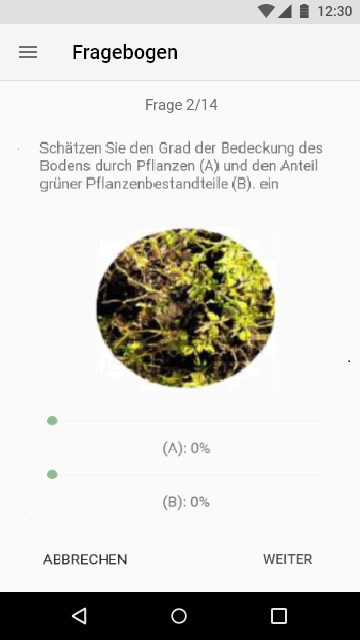 12:30
Fragebogen
Frage 2/14
Schätzen Sie den Grad der Bedeckung des
Bodens durch Pflanzen (A) und den Anteil
grüner Pflanzenbestandteile (B). ein
(A): 0%
(B): 0%
ABBRECHEN WEITER